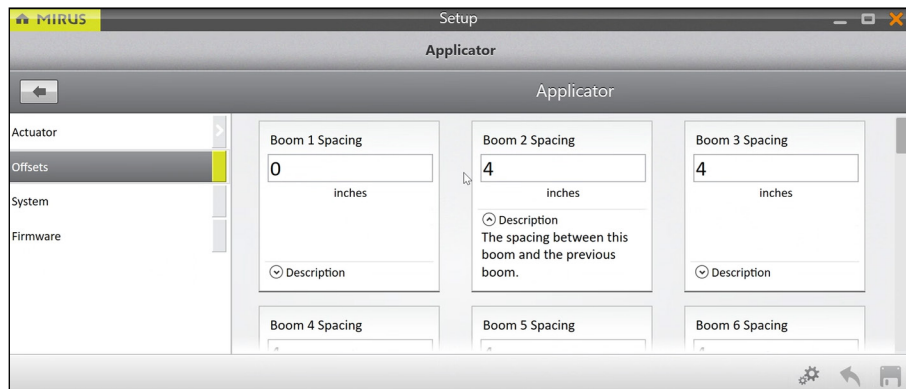 MIRUS
Setup
Applicator
Applicator
Actuator
Offsets
System
Firmware
Boom 1 Spacing
0
inches
Description
Boom 2 Spacing
4
inches
Description
The spacing between this
boom and the previous
boom.
Boom 3 Spacing
4
inches
Description
Boom 4 Spacing
Boom 5 Spacing
Boom 6 Spacing